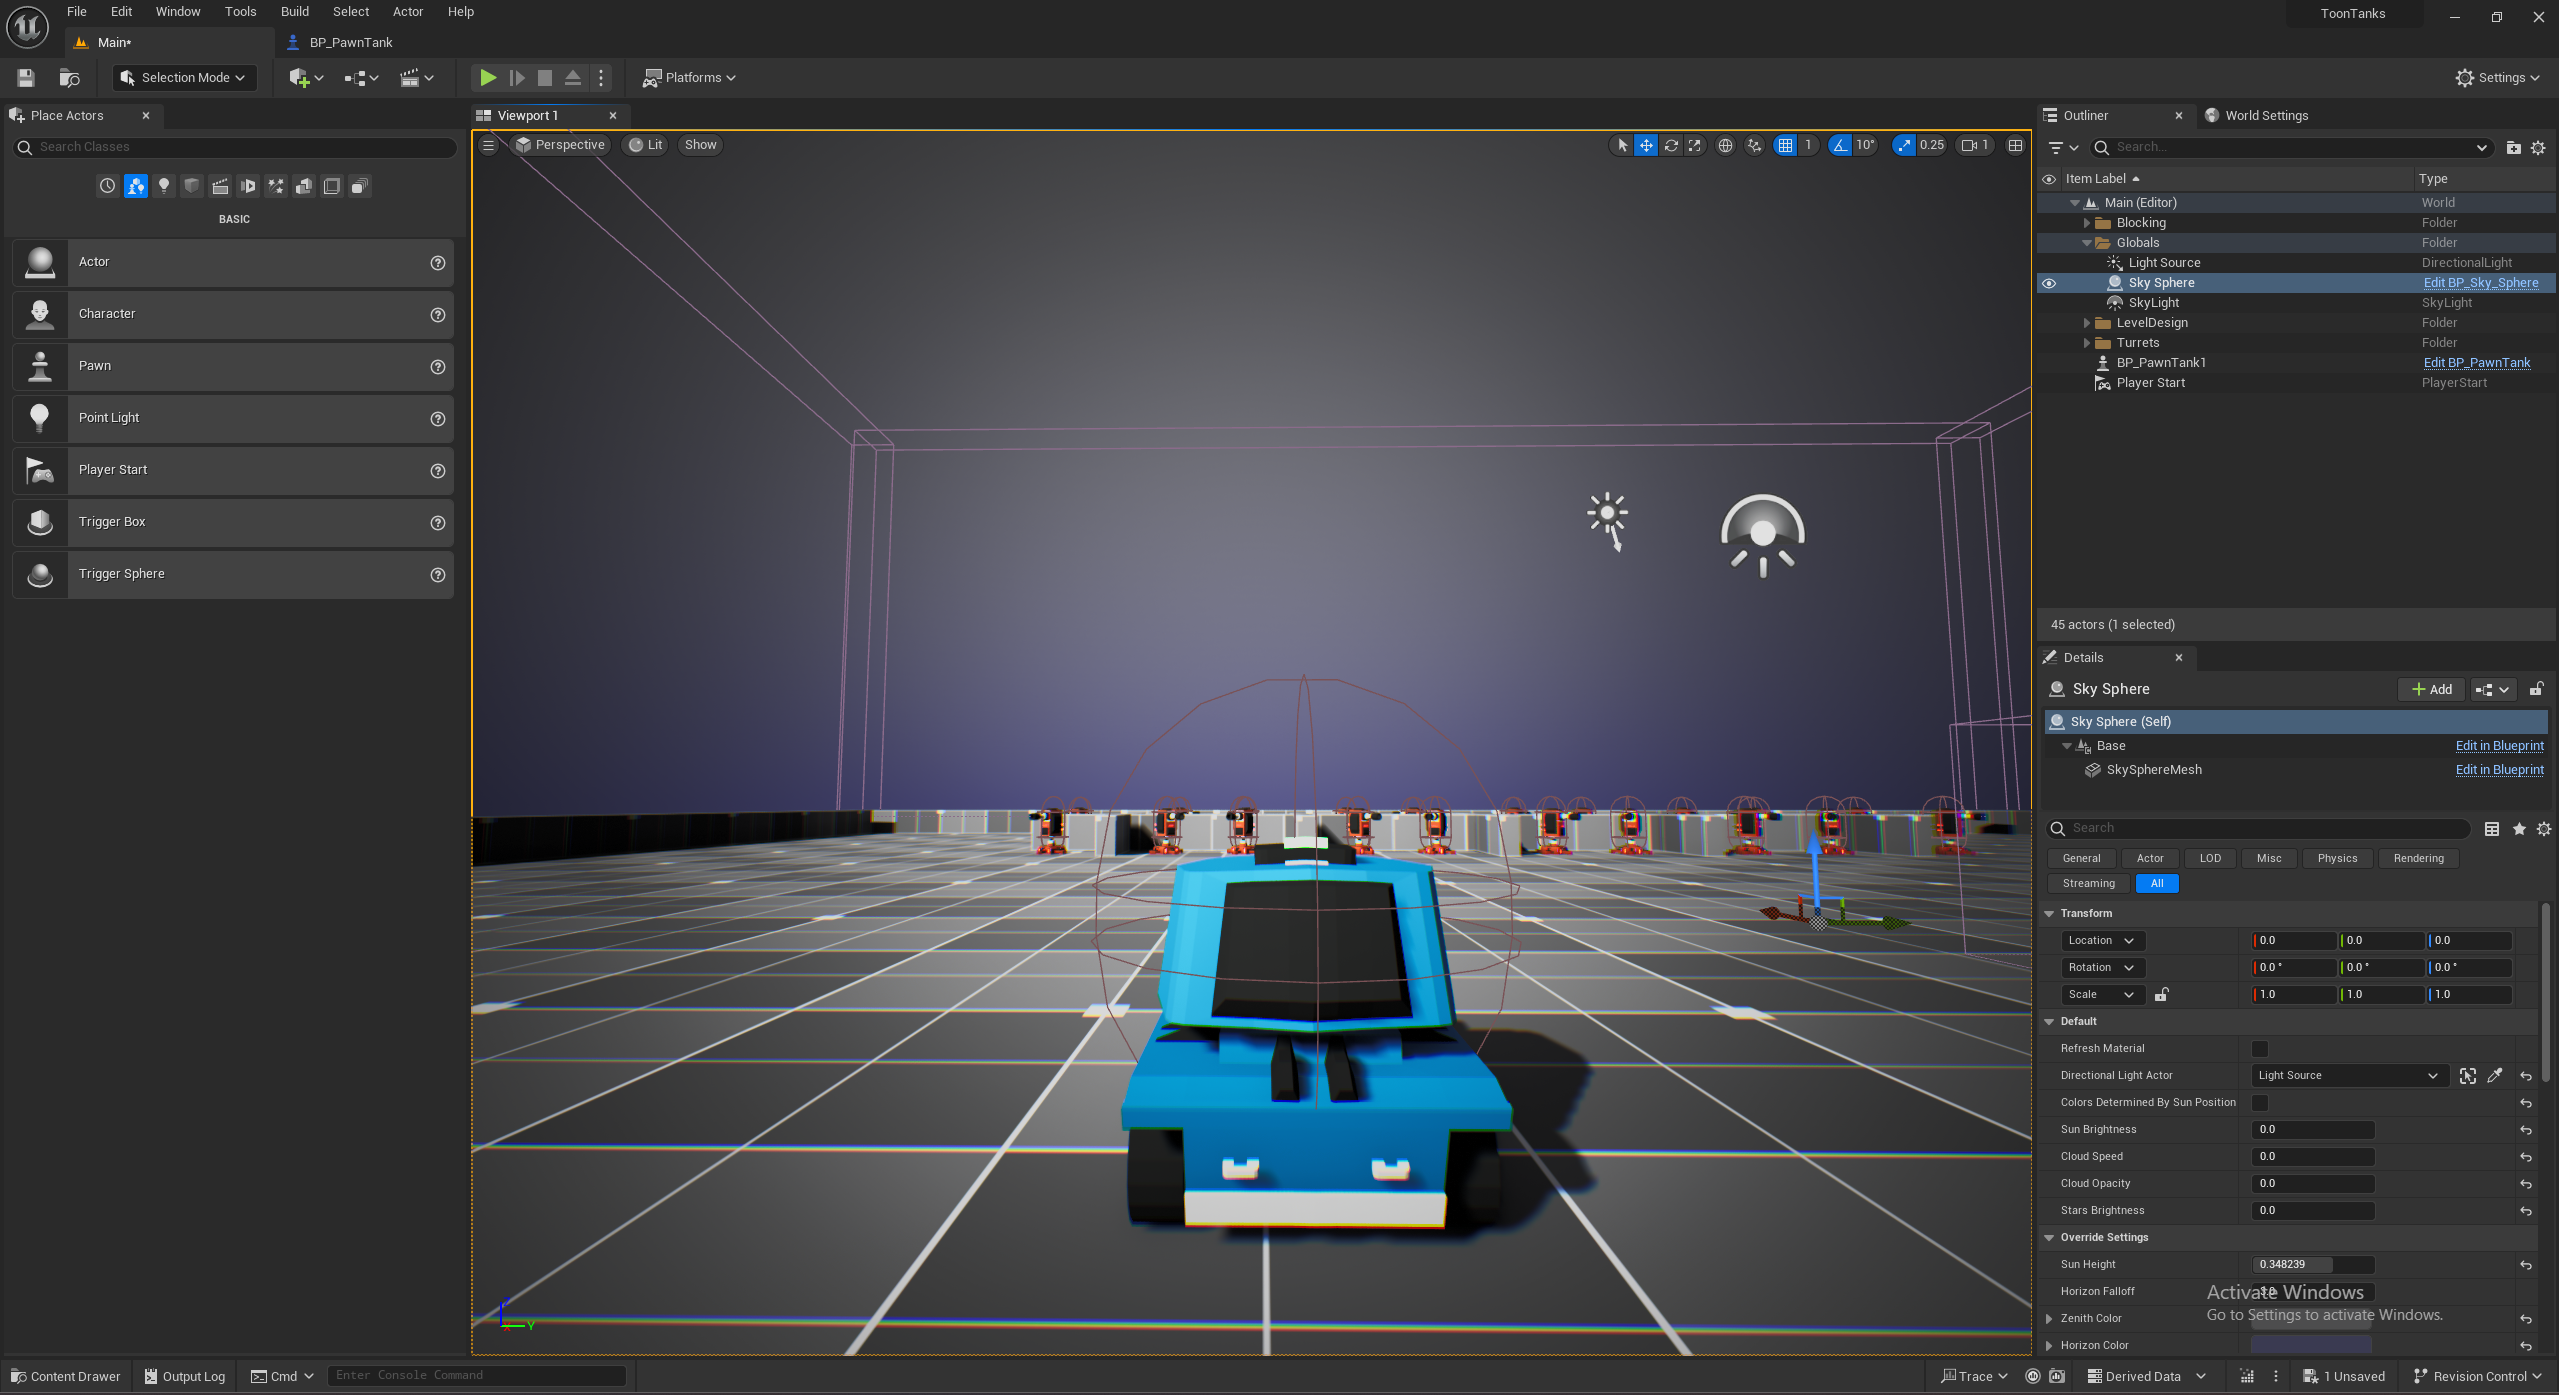 File Edit Window Tools Build Select Actor Help
ToonTanks
Main*
BP_PawnTank
Selection Mode
Platforms
Settings
Place Actors
Search Classes
BASIC
Actor
Character
Pawn
Point Light
Player Start
Trigger Box
Trigger Sphere
Viewport 1
Perspective Lit Show
1 10° 0.25 1
Y
Outliner
World Settings
Search...
Item Label Type
Main (Editor) World
Blocking Folder
Globals Folder
Light Source DirectionalLight
Sky Sphere Edit BP_Sky_Sphere
SkyLight SkyLight
LevelDesign Folder
Turrets Folder
BP_PawnTank1 Edit BP_PawnTank
Player Start PlayerStart
45 actors (1 selected)
Details
Sky Sphere
Add
Sky Sphere (Self)
Base Edit in Blueprint
SkySphereMesh Edit in Blueprint
Search
General Actor LOD Misc Physics Rendering
Streaming All
Transform
Location 0.0 0.0 0.0
Rotation 0.0 ° 0.0 ° 0.0 °
Scale 1.0 1.0 1.0
Default
Refresh Material
Directional Light Actor Light Source
Colors Determined By Sun Position
Sun Brightness 0.0
Cloud Speed 0.0
Cloud Opacity 0.0
Stars Brightness 0.0
Override Settings
Sun Height 0.348239
Horizon Falloff
Zenith Color
Horizon Color
Activate Windows
Go to Settings to activate Windows.
Content Drawer
Output Log
Cmd
Enter Console Command
Trace
Derived Data
1 Unsaved
Revision Control